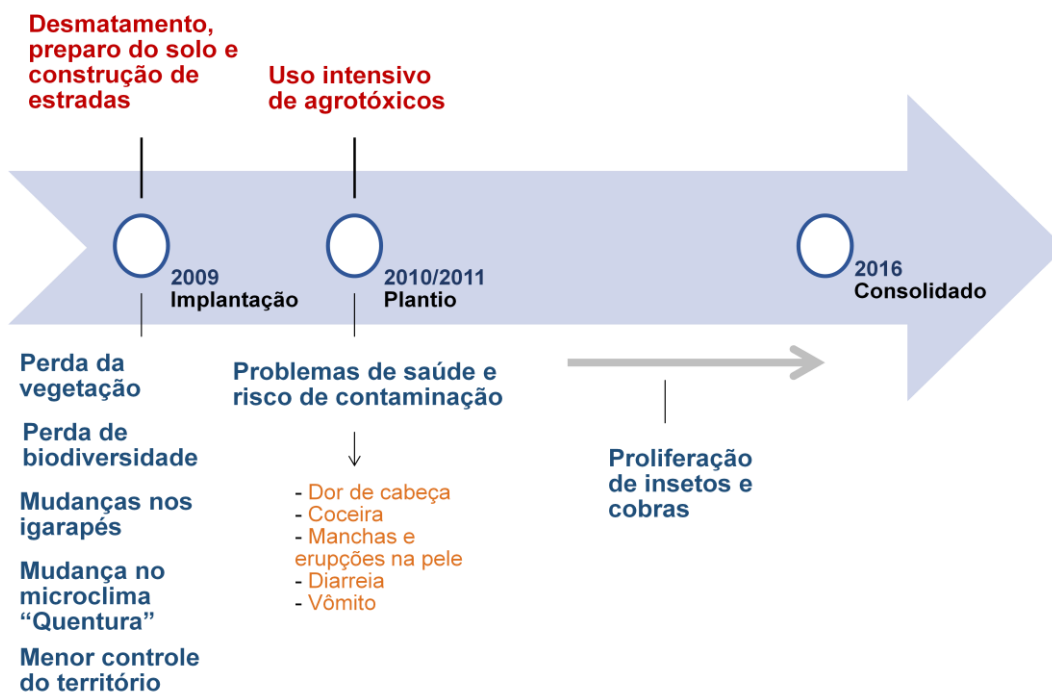 Desmatamento,
preparo do solo e
construção de
estradas
Uso intensivo
de agrotóxicos
2009
Implantação
2010/2011
Plantio
2016
Consolidado
Perda da
vegetação
Perda de
biodiversidade
Mudanças nos
igarapés
Mudança no
microclima
“Quentura”
Menor controle
do território
Problemas de saúde e
risco de contaminação
- Dor de cabeça
- Coceira
- Manchas e
erupções na pele
- Diarreia
- Vômito
Proliferação
de insetos e
cobras